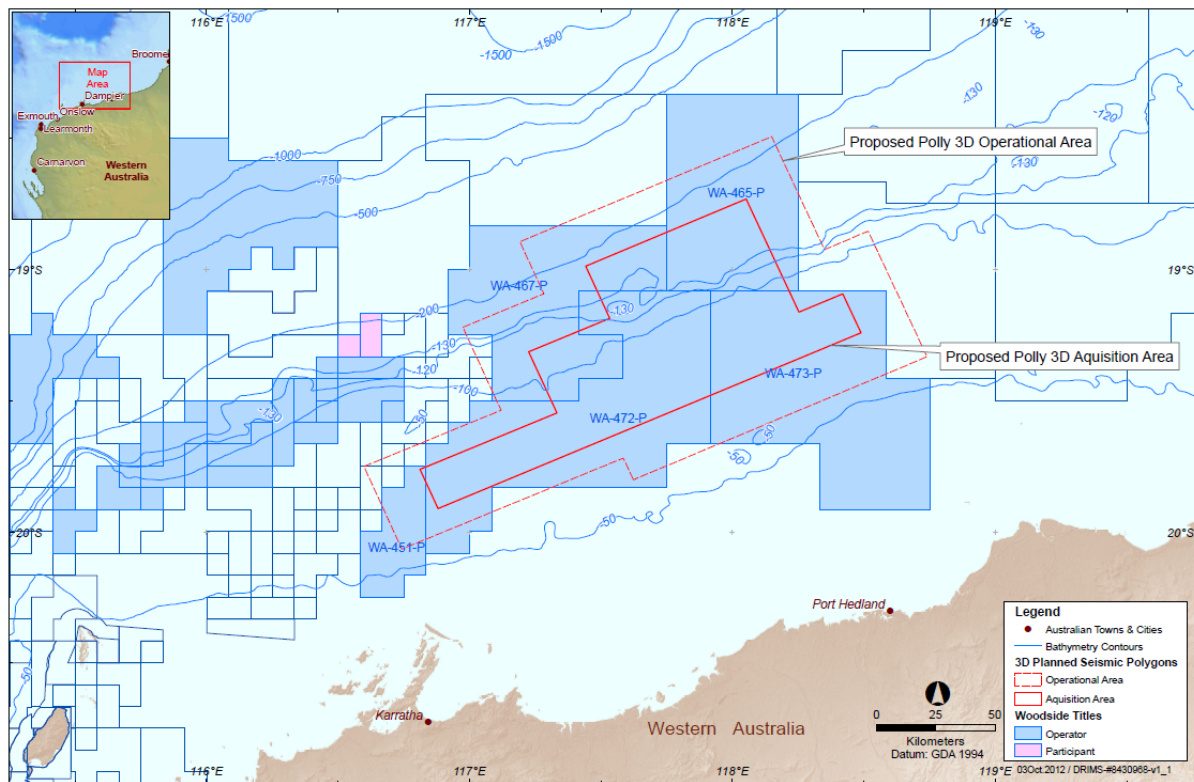 116°E
117°E
118°E
119°E
-1500
-1500
-1500
-130
Broome
Map
Area
Dampier
Onslow
Exmouth
Learmonth
Carnarvon
Western
Australia
-130
-120
-130
Proposed Polly 3D Operational Area
-1000
-750
-500
WA-465-P
19°S
19°S
WA-467-P
-200
-130
-130
-120
-100
Proposed Polly 3D Aquisition Area
WA-473-P
-130
-50
WA-472-P
-50
-50
-50
20°S
20°S
WA-451-P
Port Hedland
-50
Karratha
Western Australia
0 25 50
Kilometers
Datum: GDA 1994
Legend
Australian Towns & Cities
Bathymetry Contours
3D Planned Seismic Polygons
Operational Area
Aquisition Area
Woodside Titles
Operator
Participant
03Oct.2012 / DRIMS-#8430968-v1_1
116°E
117°E
118°E
119°E